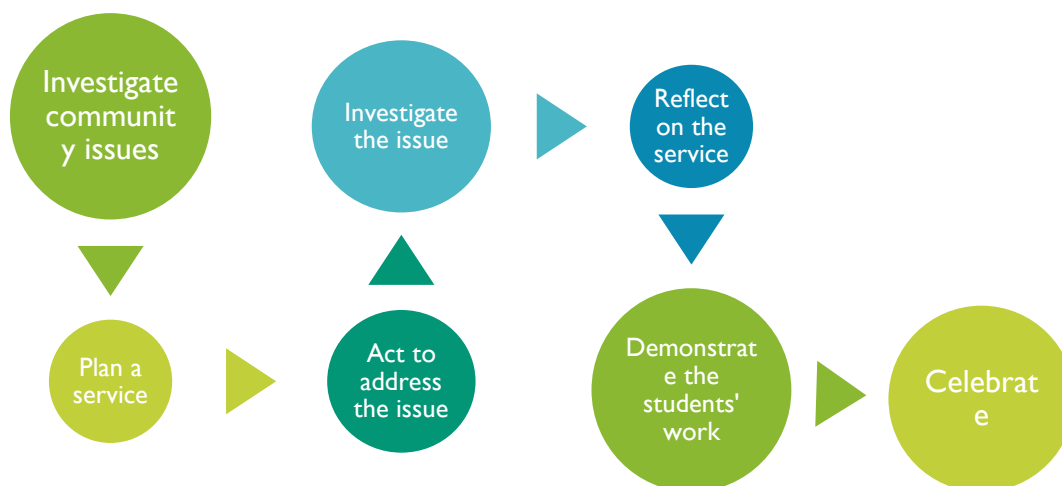 Investigate
communit
y issues
Plan a
service
Act to
address
the issue
Investigate
the issue
Reflect
on the
service
Demonstrat
e the
students'
work
Celebrat
e